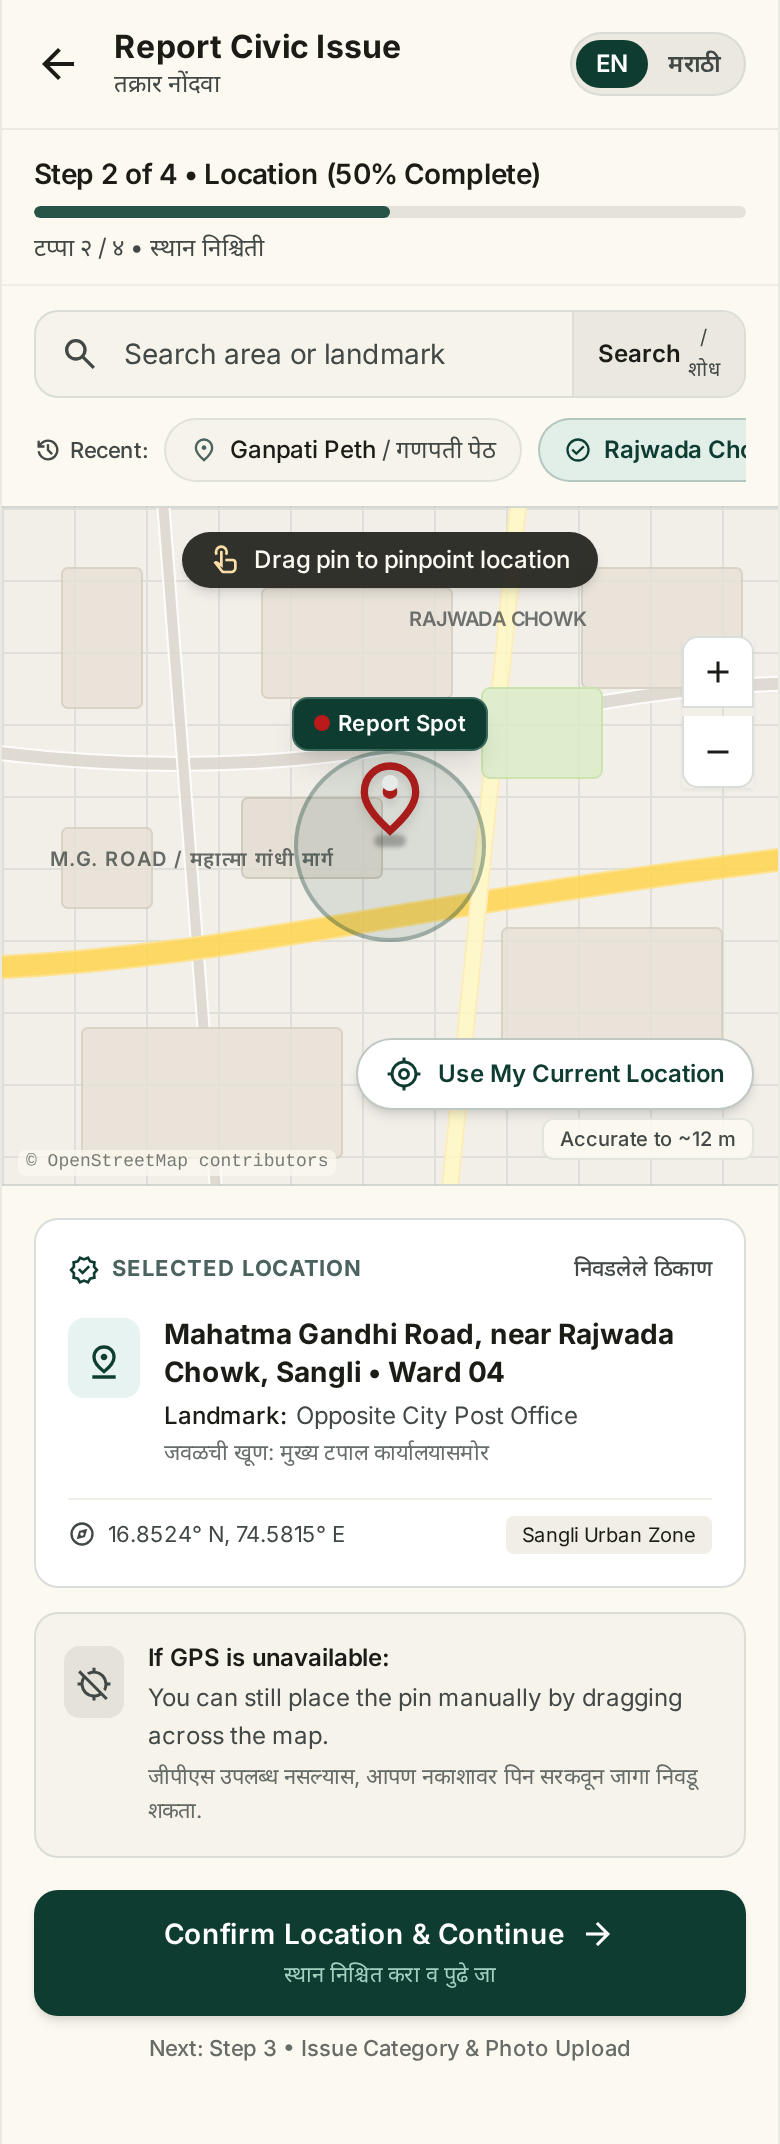 Report Civic Issue
तक्रार नोंदवा
EN मराठी
Step 2 of 4 • Location (50% Complete)
टप्पा २ / ४ • स्थान निश्चिती
Search area or landmark
Search / शोध
Recent: Ganpati Peth / गणपती पेठ Rajwada
Drag pin to pinpoint location
RAJWADA CHOWK
+
Report Spot
−
M.G. ROAD / महात्मा गांधी मार्ग
Use My Current Location
Accurate to ~12 m
© OpenStreetMap contributors
SELECTED LOCATION निवडलेले ठिकाण
Mahatma Gandhi Road, near Rajwada
Chowk, Sangli • Ward 04
Landmark: Opposite City Post Office
जवळची खूण: मुख्य टपाल कार्यालयासमोर
16.8524° N, 74.5815° E Sangli Urban Zone
If GPS is unavailable:
You can still place the pin manually by dragging
across the map.
जीपीएस उपलब्ध नसल्यास, आपण नकाशावर पिन सरकवून जागा निवडू
शकता.
Confirm Location & Continue →
स्थान निश्चित करा व पुढे जा
Next: Step 3 • Issue Category & Photo Upload